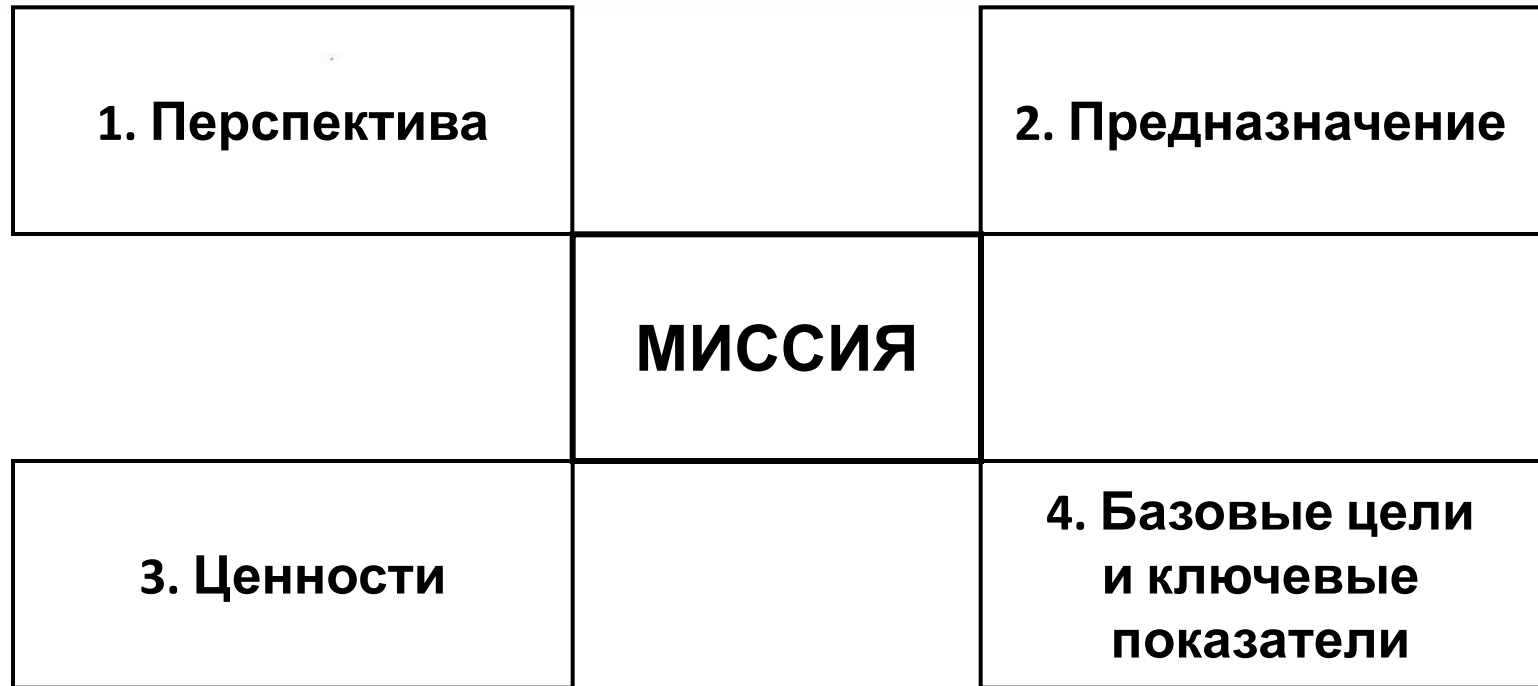 1. Перспектива
2. Предназначение
МИССИЯ
3. Ценности
4. Базовые цели
и ключевые
показатели